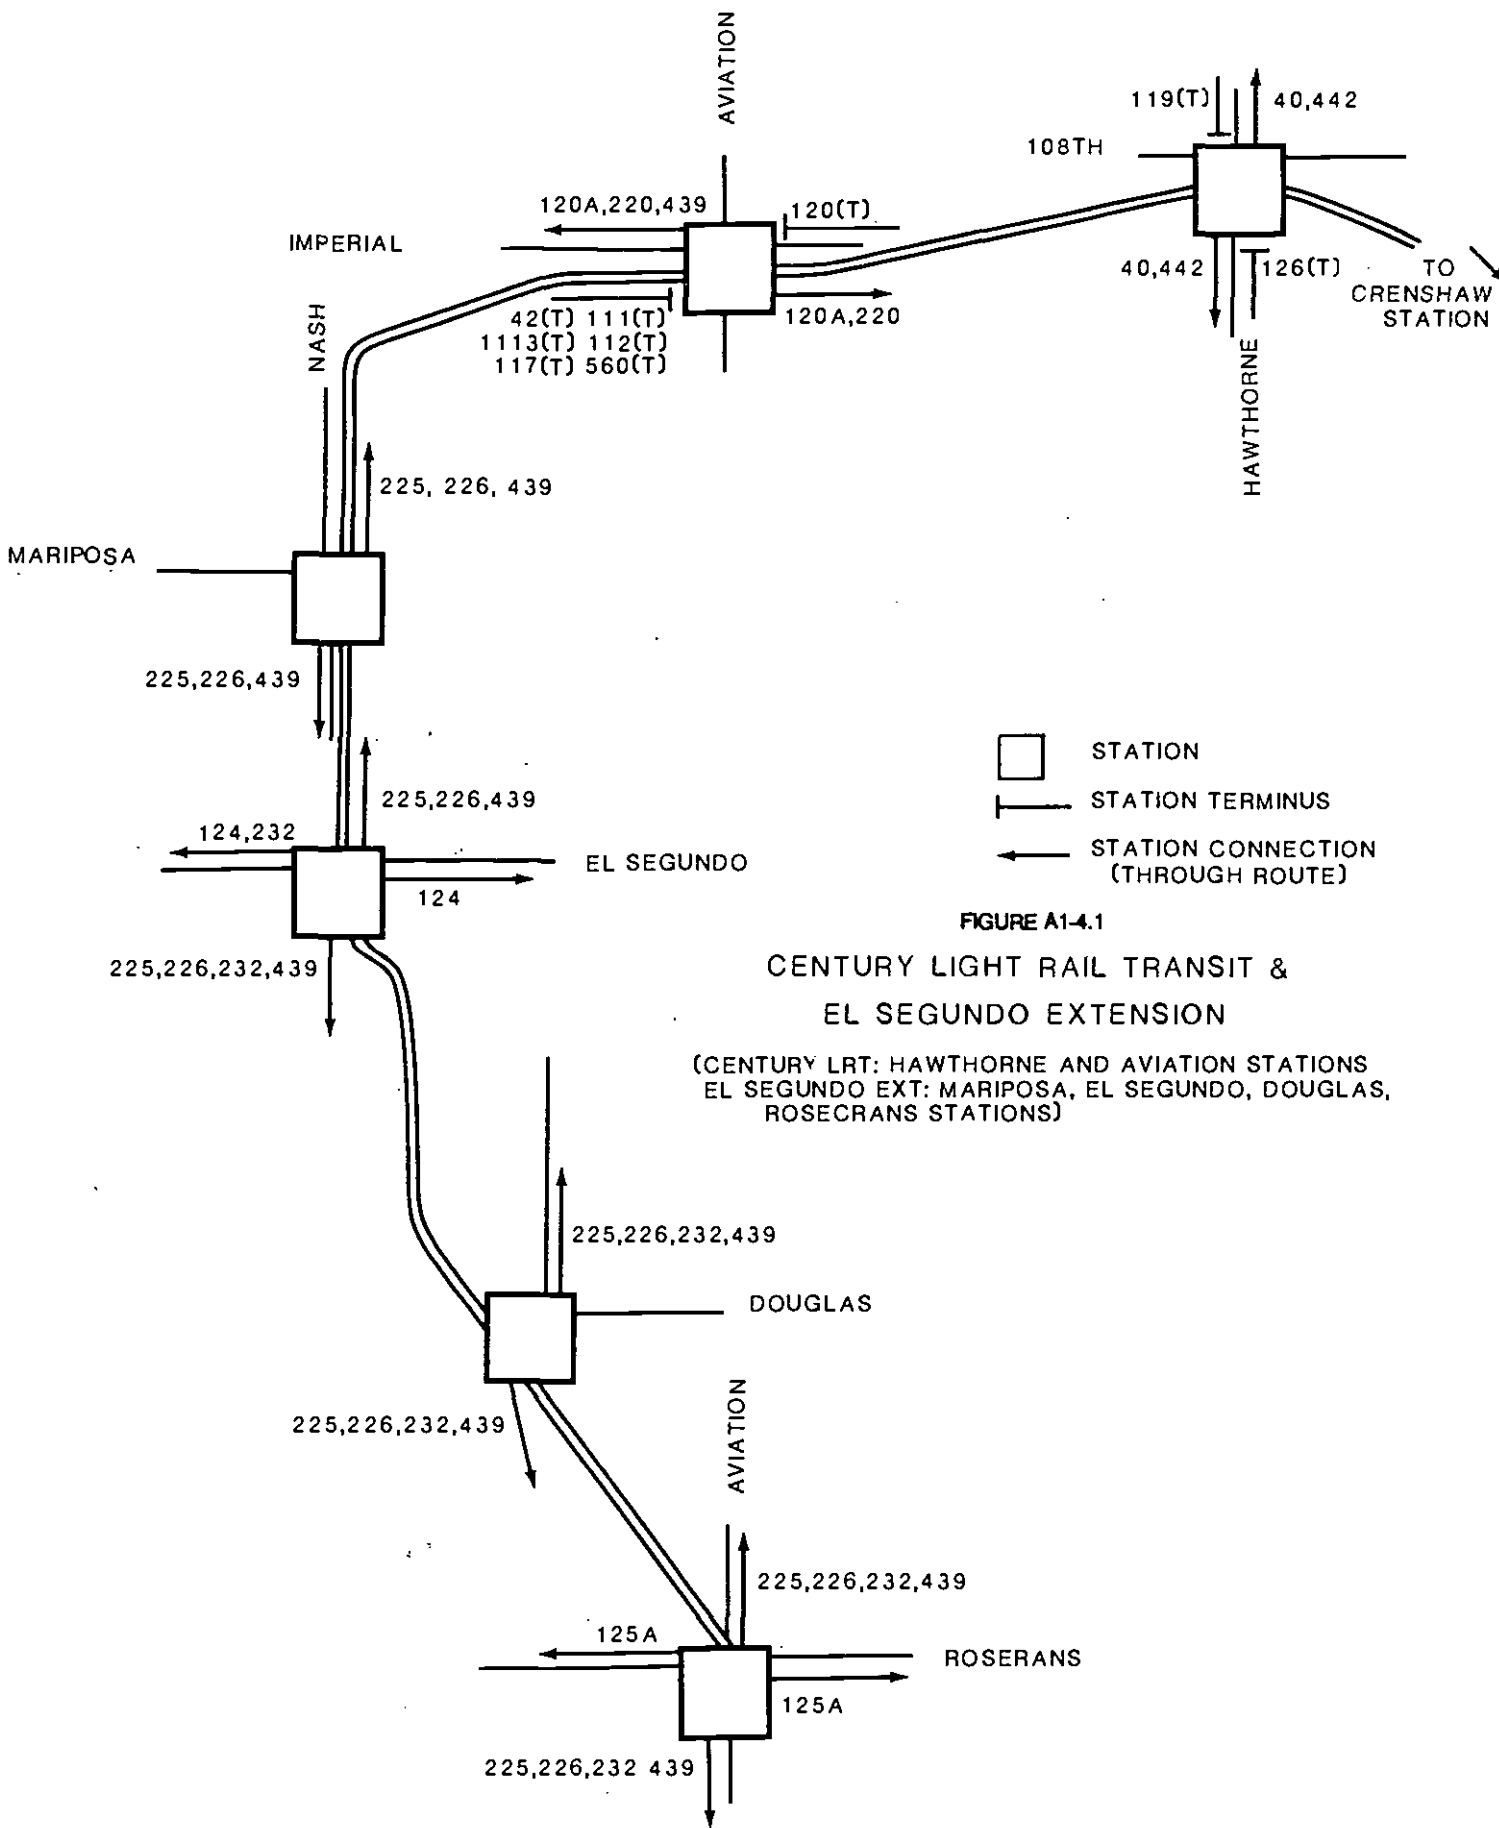 AVIATION
119(T)
40,442
108TH
120A,220,439
120(T)
IMPERIAL
40,442
126(T)
TO
CRENSHAW
STATION
120A,220
NASH
42(T) 111(T)
1113(T) 112(T)
117(T) 560(T)
HAWTHORNE
225, 226, 439
MARIPOSA
225,226,439
STATION
225,226,439
STATION TERMINUS
124,232
STATION CONNECTION
(THROUGH ROUTE)
EL SEGUNDO
124
FIGURE A1-4.1
225,226,232,439
CENTURY LIGHT RAIL TRANSIT &
EL SEGUNDO EXTENSION
(CENTURY LRT: HAWTHORNE AND AVIATION STATIONS
EL SEGUNDO EXT: MARIPOSA, EL SEGUNDO, DOUGLAS,
ROSECRANS STATIONS)
225,226,232,439
DOUGLAS
225,226,232,439
AVIATION
225,226,232,439
125A
ROSERANS
125A
225,226,232 439